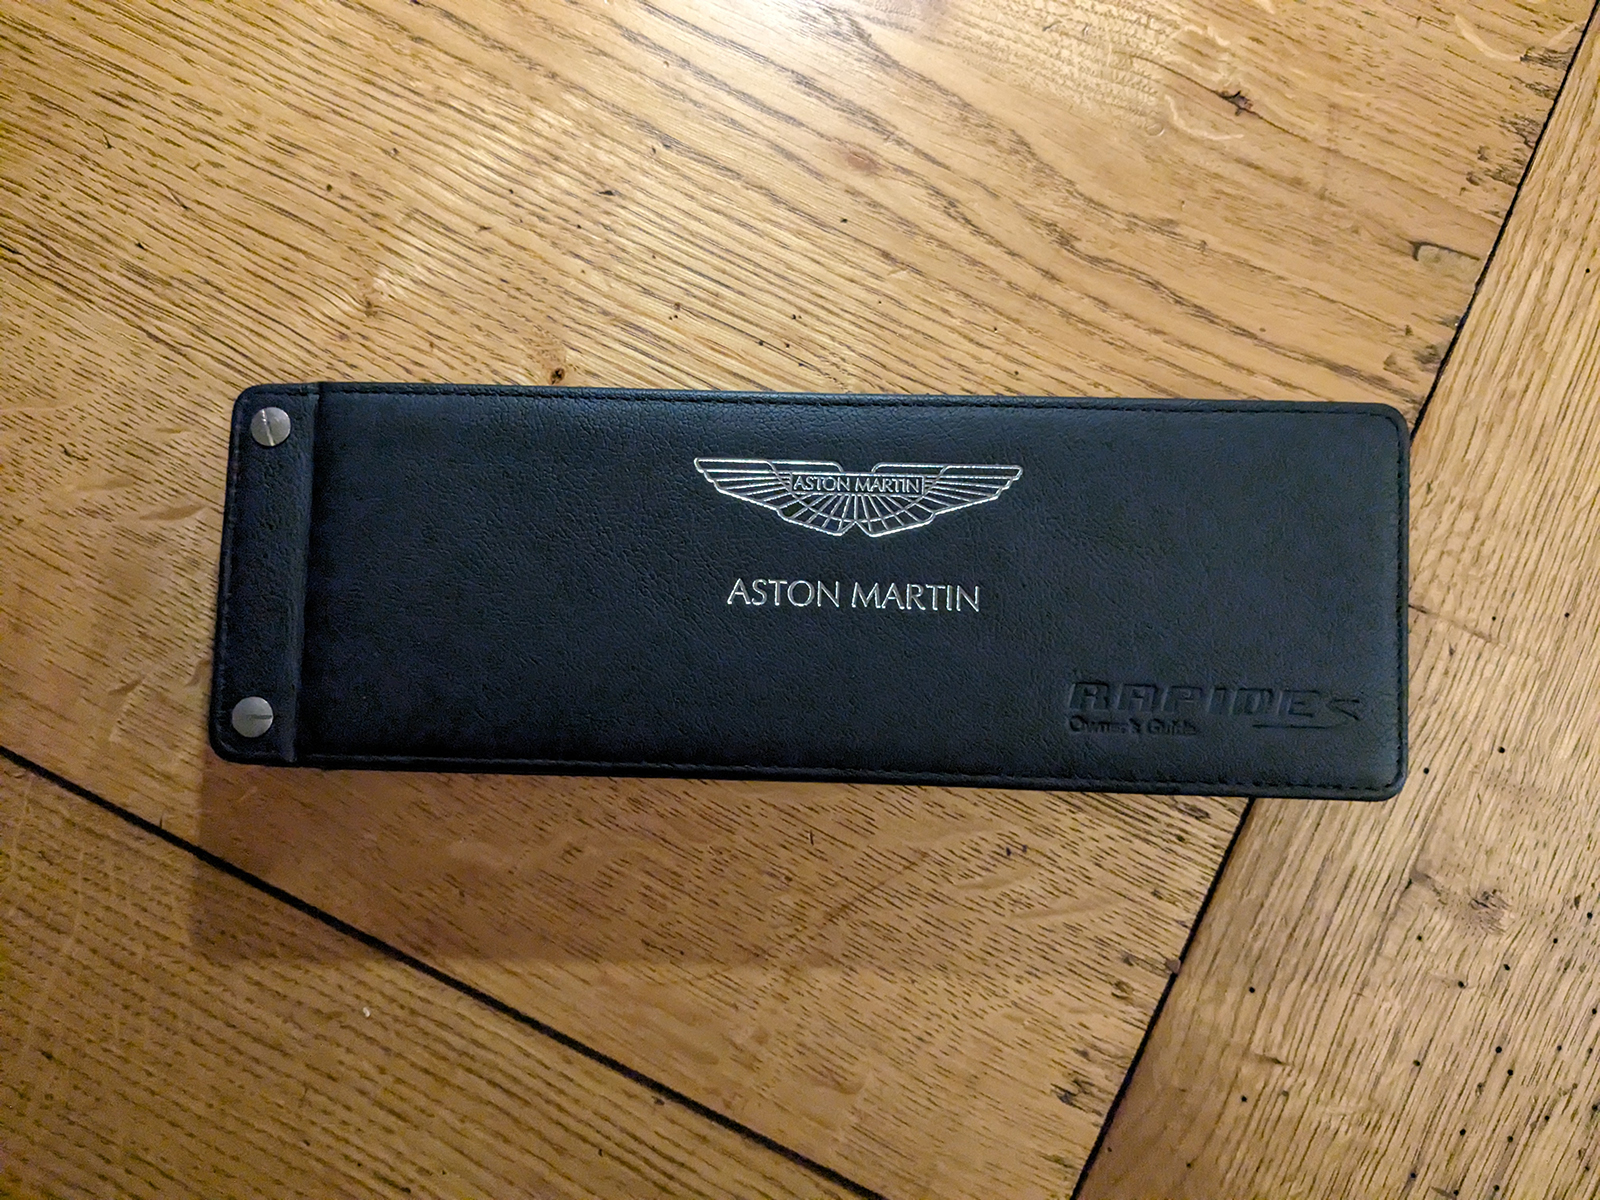 ASTON MARTIN
ASTON MARTIN
RAPIDE S
Owner's Guide